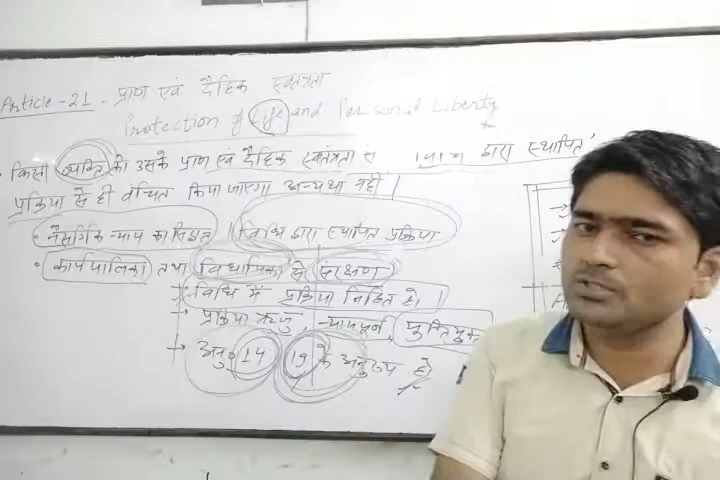 Article-21. प्राण एवं दैहिक स्वतंत्रता
Protection of Life and Personal Liberty
• किसी व्यक्ति को उसके प्राण एवं दैहिक स्वतंत्रता से द्वारा स्थापित
प्रक्रिया से ही वंचित किया जाएगा अन्यथा नहीं।
• नैसर्गिक न्याय का सिद्धांत | विधि द्वारा स्थापित प्रक्रिया
• कार्यपालिका तथा विधायिका से संरक्षण
विधि में प्रक्रिया निहित हो।
→ प्रक्रिया ऋजु, न्यायपूर्ण,
→ अनु० 14 19 के अनुरूप हो